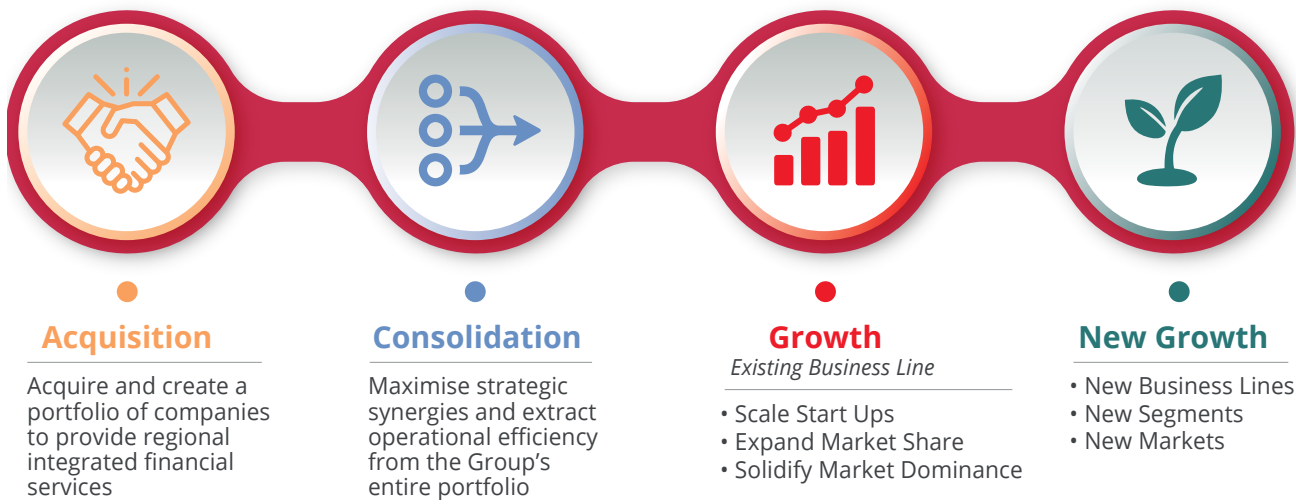 Acquisition
Acquire and create a
portfolio of companies
to provide regional
integrated financial
services
Consolidation
Maximise strategic
synergies and extract
operational efficiency
from the Group’s
entire portfolio
Growth
Existing Business Line
• Scale Start Ups
• Expand Market Share
• Solidify Market Dominance
New Growth
• New Business Lines
• New Segments
• New Markets